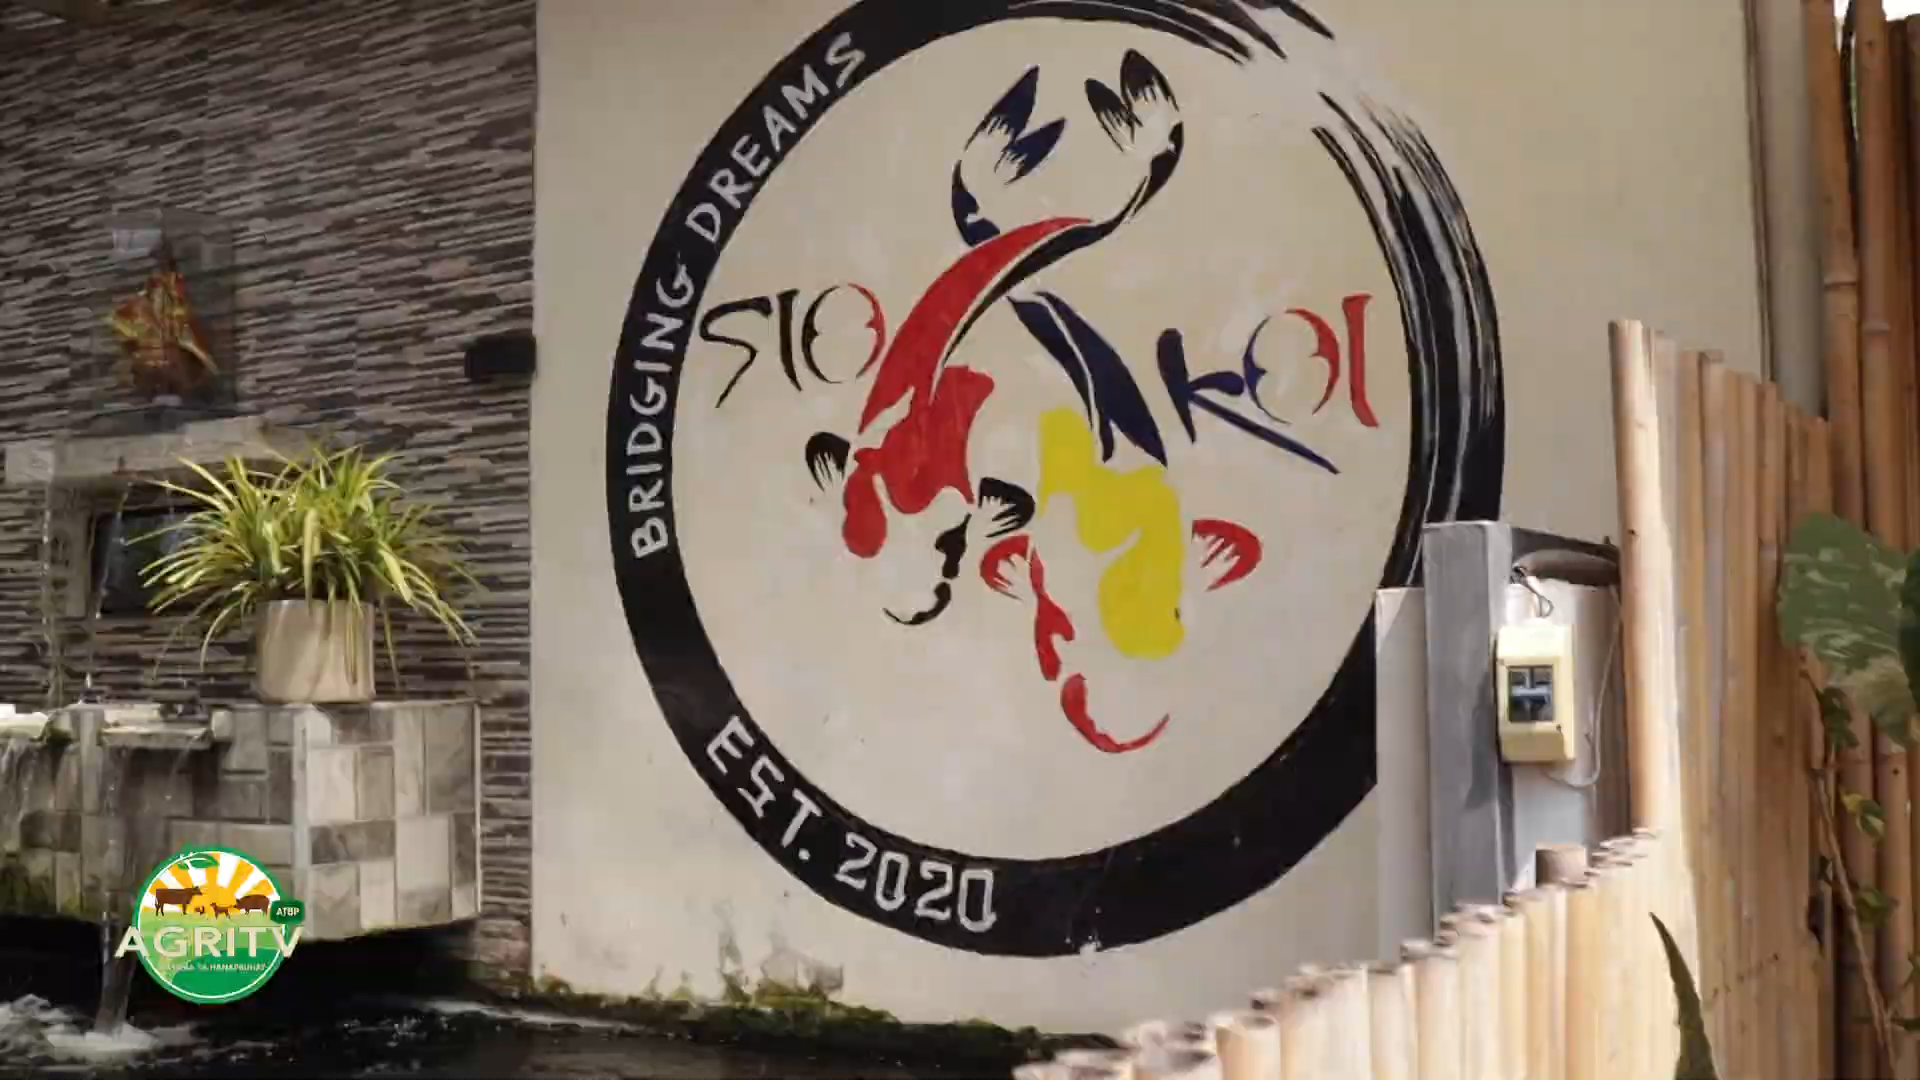 BRIDGING DREAMS
SIO KOI
EST. 2020
ATBP
AGRITV